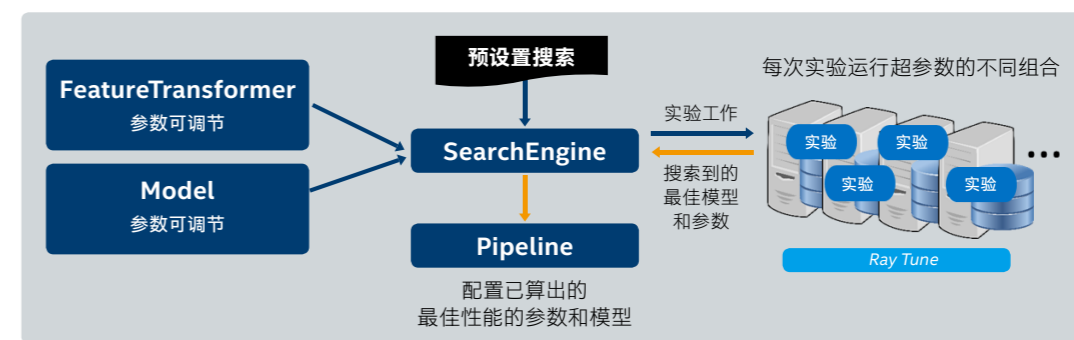 FeatureTransformer
参数可调节
Model
参数可调节
预设置搜索
SearchEngine
Pipeline
配置已算出的
最佳性能的参数和模型
实验工作
搜索到的
最佳模型
和参数
每次实验运行超参数的不同组合
实验
实验
实验
实验
...
Ray Tune